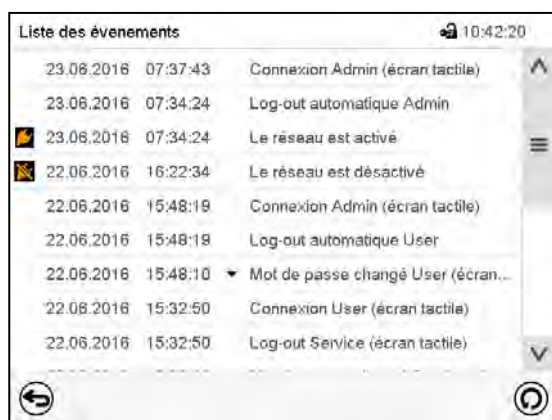 Liste des évenements 10:42:20
23.06.2016 07:37:43 Connexion Admin (écran tactile)
23.06.2016 07:34:24 Log-out automatique Admin
23.06.2016 07:34:24 Le réseau est activé
22.06.2016 16:22:34 Le réseau est désactivé
22.06.2016 15:48:19 Connexion Admin (écran tactile)
22.06.2016 15:48:19 Log-out automatique User
22.06.2016 15:48:10 Mot de passe changé User (écran...
22.06.2016 15:32:50 Connexion User (écran tactile)
22.06.2016 15:32:50 Log-out Service (écran tactile)